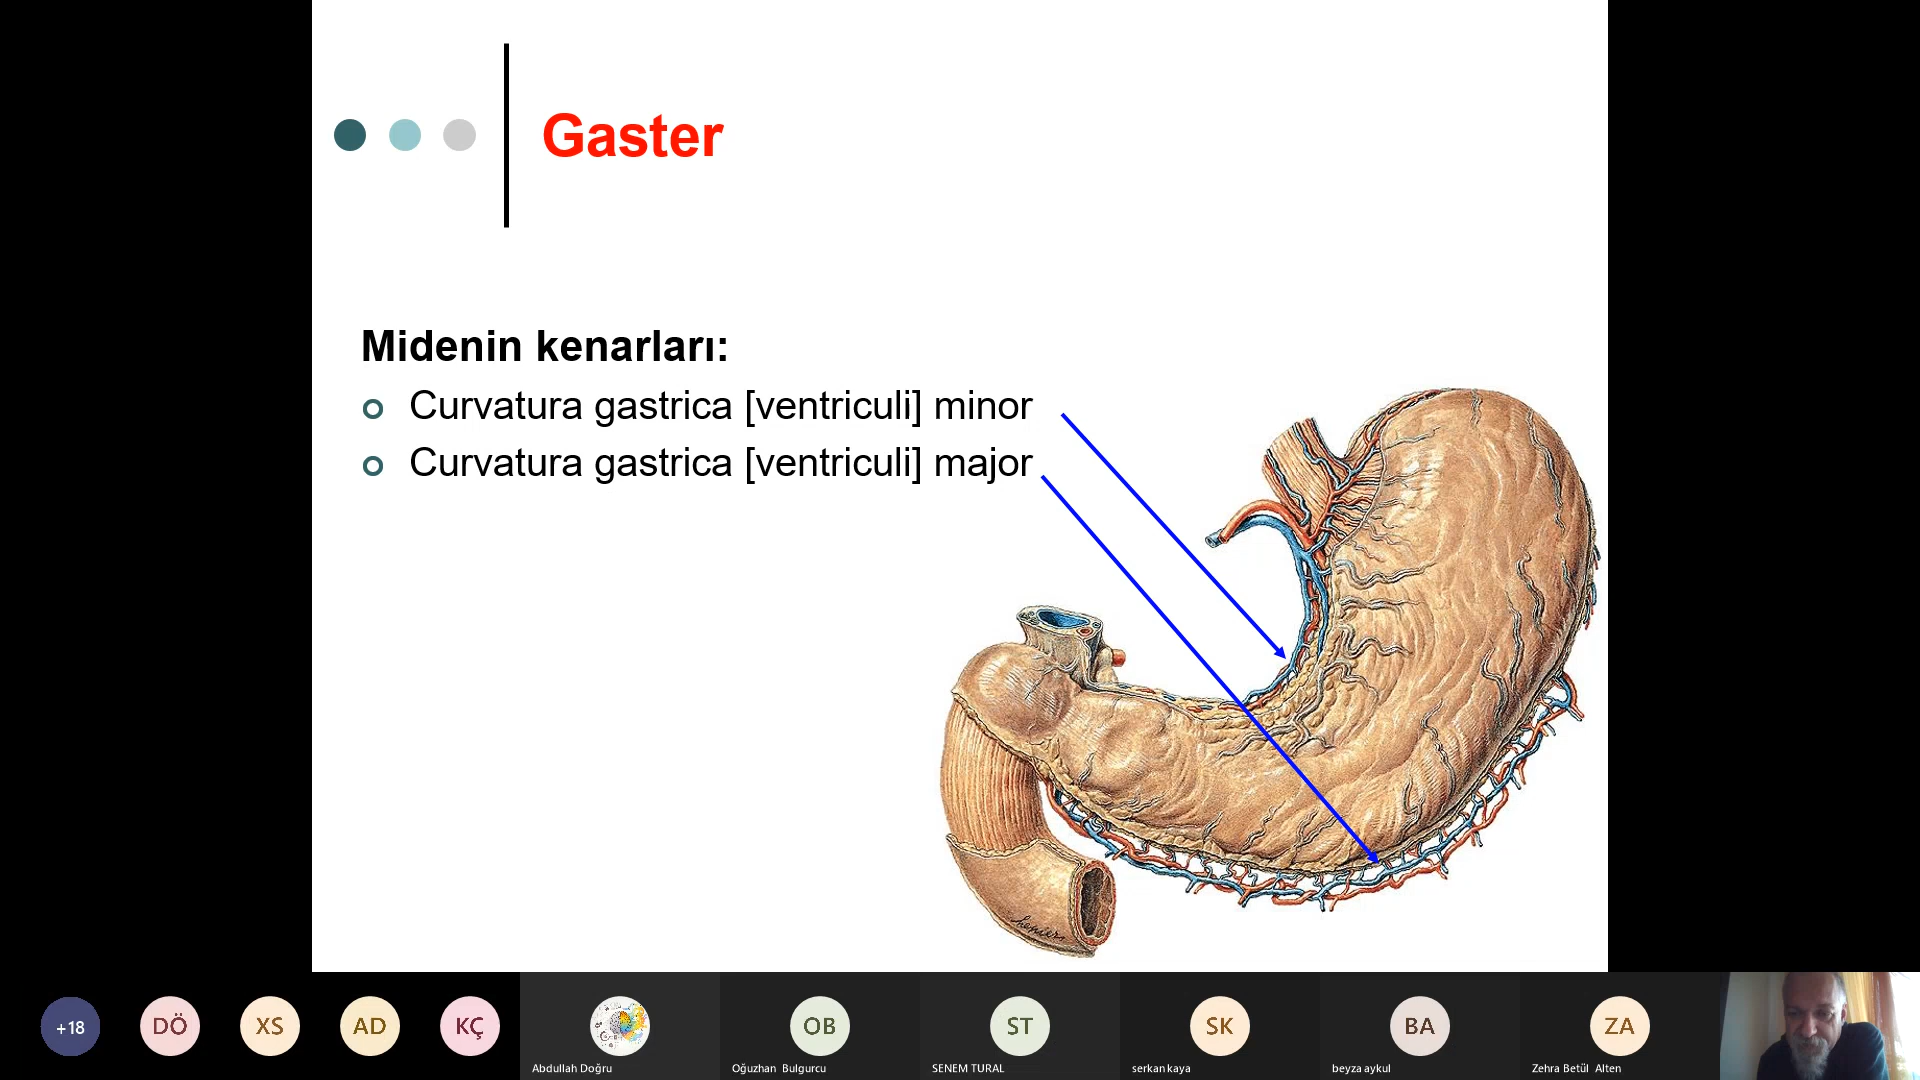 Gaster
Midenin kenarları:
Curvatura gastrica [ventriculi] minor
Curvatura gastrica [ventriculi] major
+18
DÖ
XS
AD
KÇ
OB
ST
SK
BA
ZA
Abdullah Doğru
Oğuzhan Bulgurcu
SENEM TURAL
serkan kaya
beyza aykul
Zehra Betül Alten